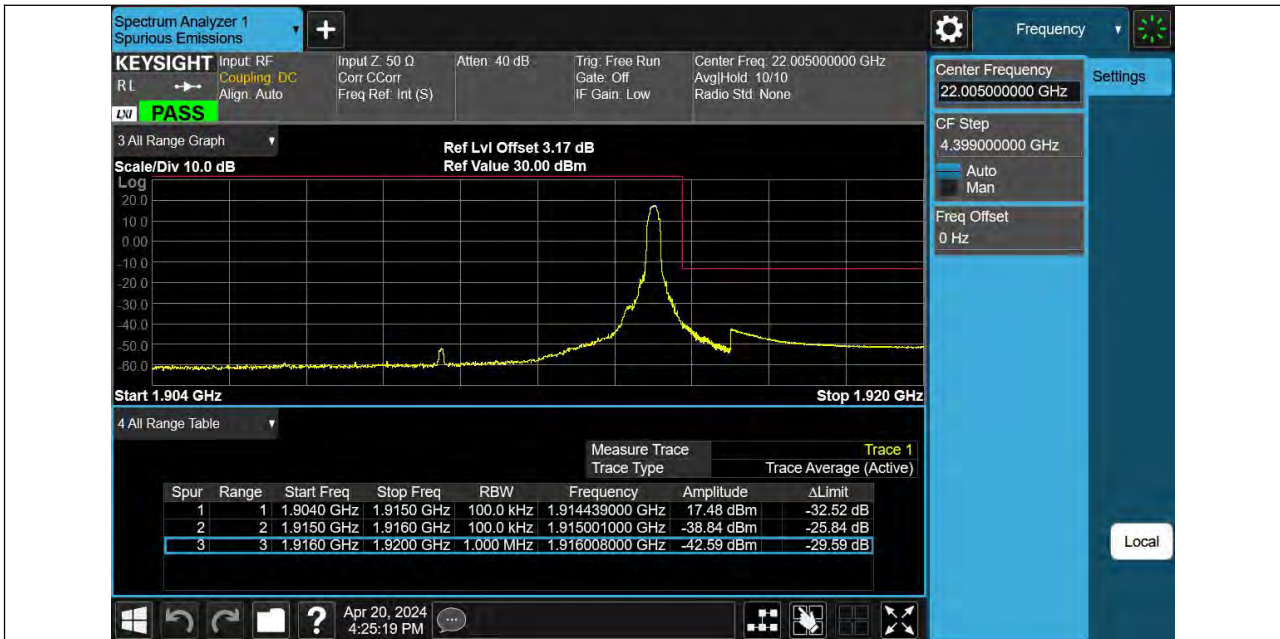 Spectrum Analyzer 1
Spurious Emissions
+
Frequency
KEYSIGHT
RL
LXI PASS
Input: RF
Coupling: DC
Align: Auto
Input Z: 50 Ω
Corr CCorr
Freq Ref: Int (S)
Atten: 40 dB
Trig: Free Run
Gate: Off
IF Gain: Low
Center Freq: 22.005000000 GHz
Avg|Hold: 10/10
Radio Std: None
Center Frequency
22.005000000 GHz
Settings
CF Step
4.399000000 GHz
Auto
Man
Freq Offset
0 Hz
3 All Range Graph
Ref Lvl Offset 3.17 dB
Scale/Div 10.0 dB
Ref Value 30.00 dBm
Log
20.0
10.0
0.00
-10.0
-20.0
-30.0
-40.0
-50.0
-60.0
Start 1.904 GHz
Stop 1.920 GHz
4 All Range Table
Measure Trace Trace 1
Trace Type Trace Average (Active)
Spur Range Start Freq Stop Freq RBW Frequency Amplitude ΔLimit
1 1 1.9040 GHz 1.9150 GHz 100.0 kHz 1.914439000 GHz 17.48 dBm -32.52 dB
2 2 1.9150 GHz 1.9160 GHz 100.0 kHz 1.915001000 GHz -38.84 dBm -25.84 dB
3 3 1.9160 GHz 1.9200 GHz 1.000 MHz 1.916008000 GHz -42.59 dBm -29.59 dB
Local
?
Apr 20, 2024
4:25:19 PM